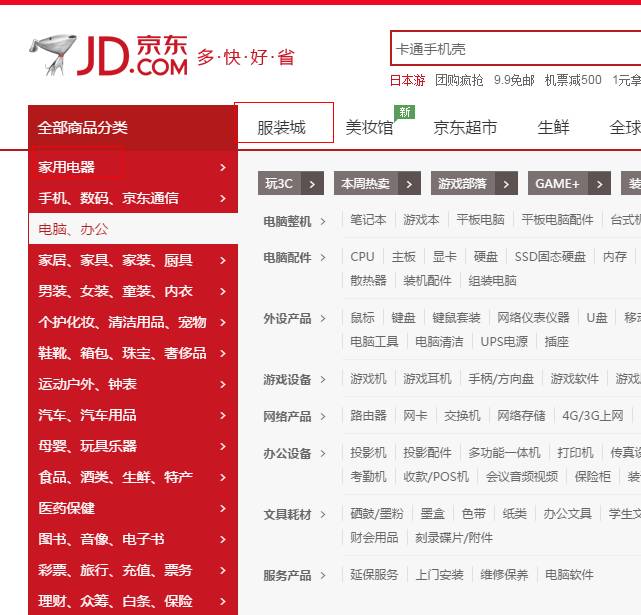 JD.COM 京东
多·快·好·省
卡通手机壳
日本游 团购疯抢 9.9免邮 机票减500 1元拿
全部商品分类 服装城 美妆馆 新 京东超市 生鲜 全球
家用电器
手机、数码、京东通信
电脑、办公
家居、家具、家装、厨具
男装、女装、童装、内衣
个护化妆、清洁用品、宠物
鞋靴、箱包、珠宝、奢侈品
运动户外、钟表
汽车、汽车用品
母婴、玩具乐器
食品、酒类、生鲜、特产
医药保健
图书、音像、电子书
彩票、旅行、充值、票务
理财、众筹、白条、保险
玩3C 本周热卖 游戏部落 GAME+ 装
电脑整机 笔记本 游戏本 平板电脑 平板电脑配件 台式机
电脑配件 CPU 主板 显卡 硬盘 SSD固态硬盘 内存
散热器 装机配件 组装电脑
外设产品 鼠标 键盘 键鼠套装 网络仪表仪器 U盘 移动
电脑工具 电脑清洁 UPS电源 插座
游戏设备 游戏机 游戏耳机 手柄/方向盘 游戏软件 游戏
网络产品 路由器 网卡 交换机 网络存储 4G/3G上网
办公设备 投影机 投影配件 多功能一体机 打印机 传真设
考勤机 收款/POS机 会议音频视频 保险柜 装
文具耗材 硒鼓/墨粉 墨盒 色带 纸类 办公文具 学生文
财会用品 刻录碟片/附件
服务产品 延保服务 上门安装 维修保养 电脑软件